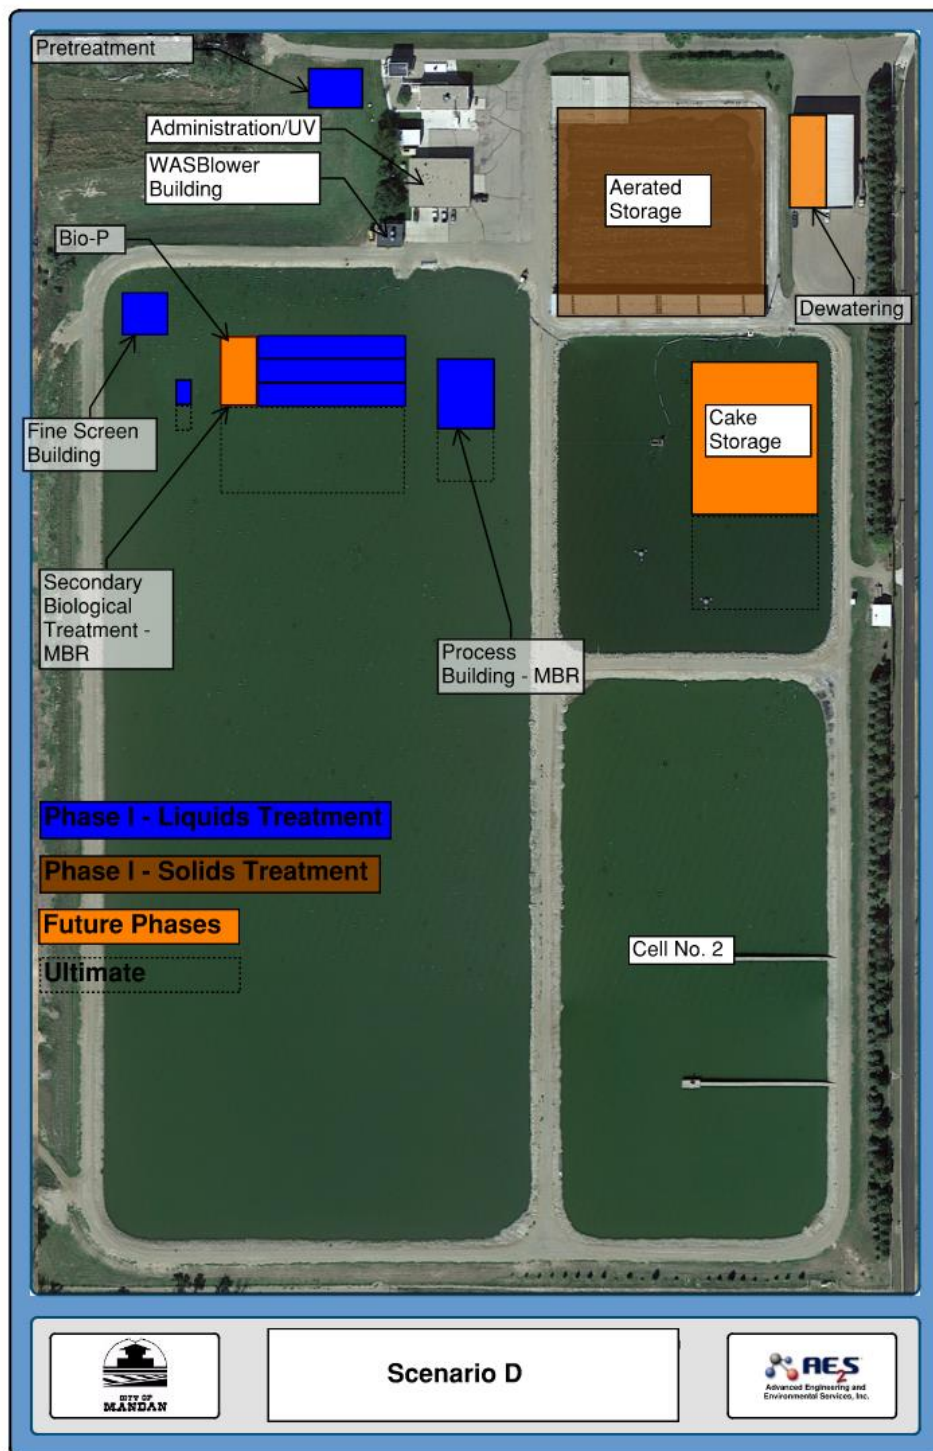 Pretreatment
Administration/UV
WASBlower
Building
Bio-P
Aerated
Storage
Dewatering
Fine Screen
Building
Cake
Storage
Secondary
Biological
Treatment -
MBR
Process
Building - MBR
Phase I - Liquids Treatment
Phase I - Solids Treatment
Future Phases
Ultimate
Cell No. 2
CITY OF
MANDAN
Scenario D
AE2S
Advanced Engineering and
Environmental Services, Inc.